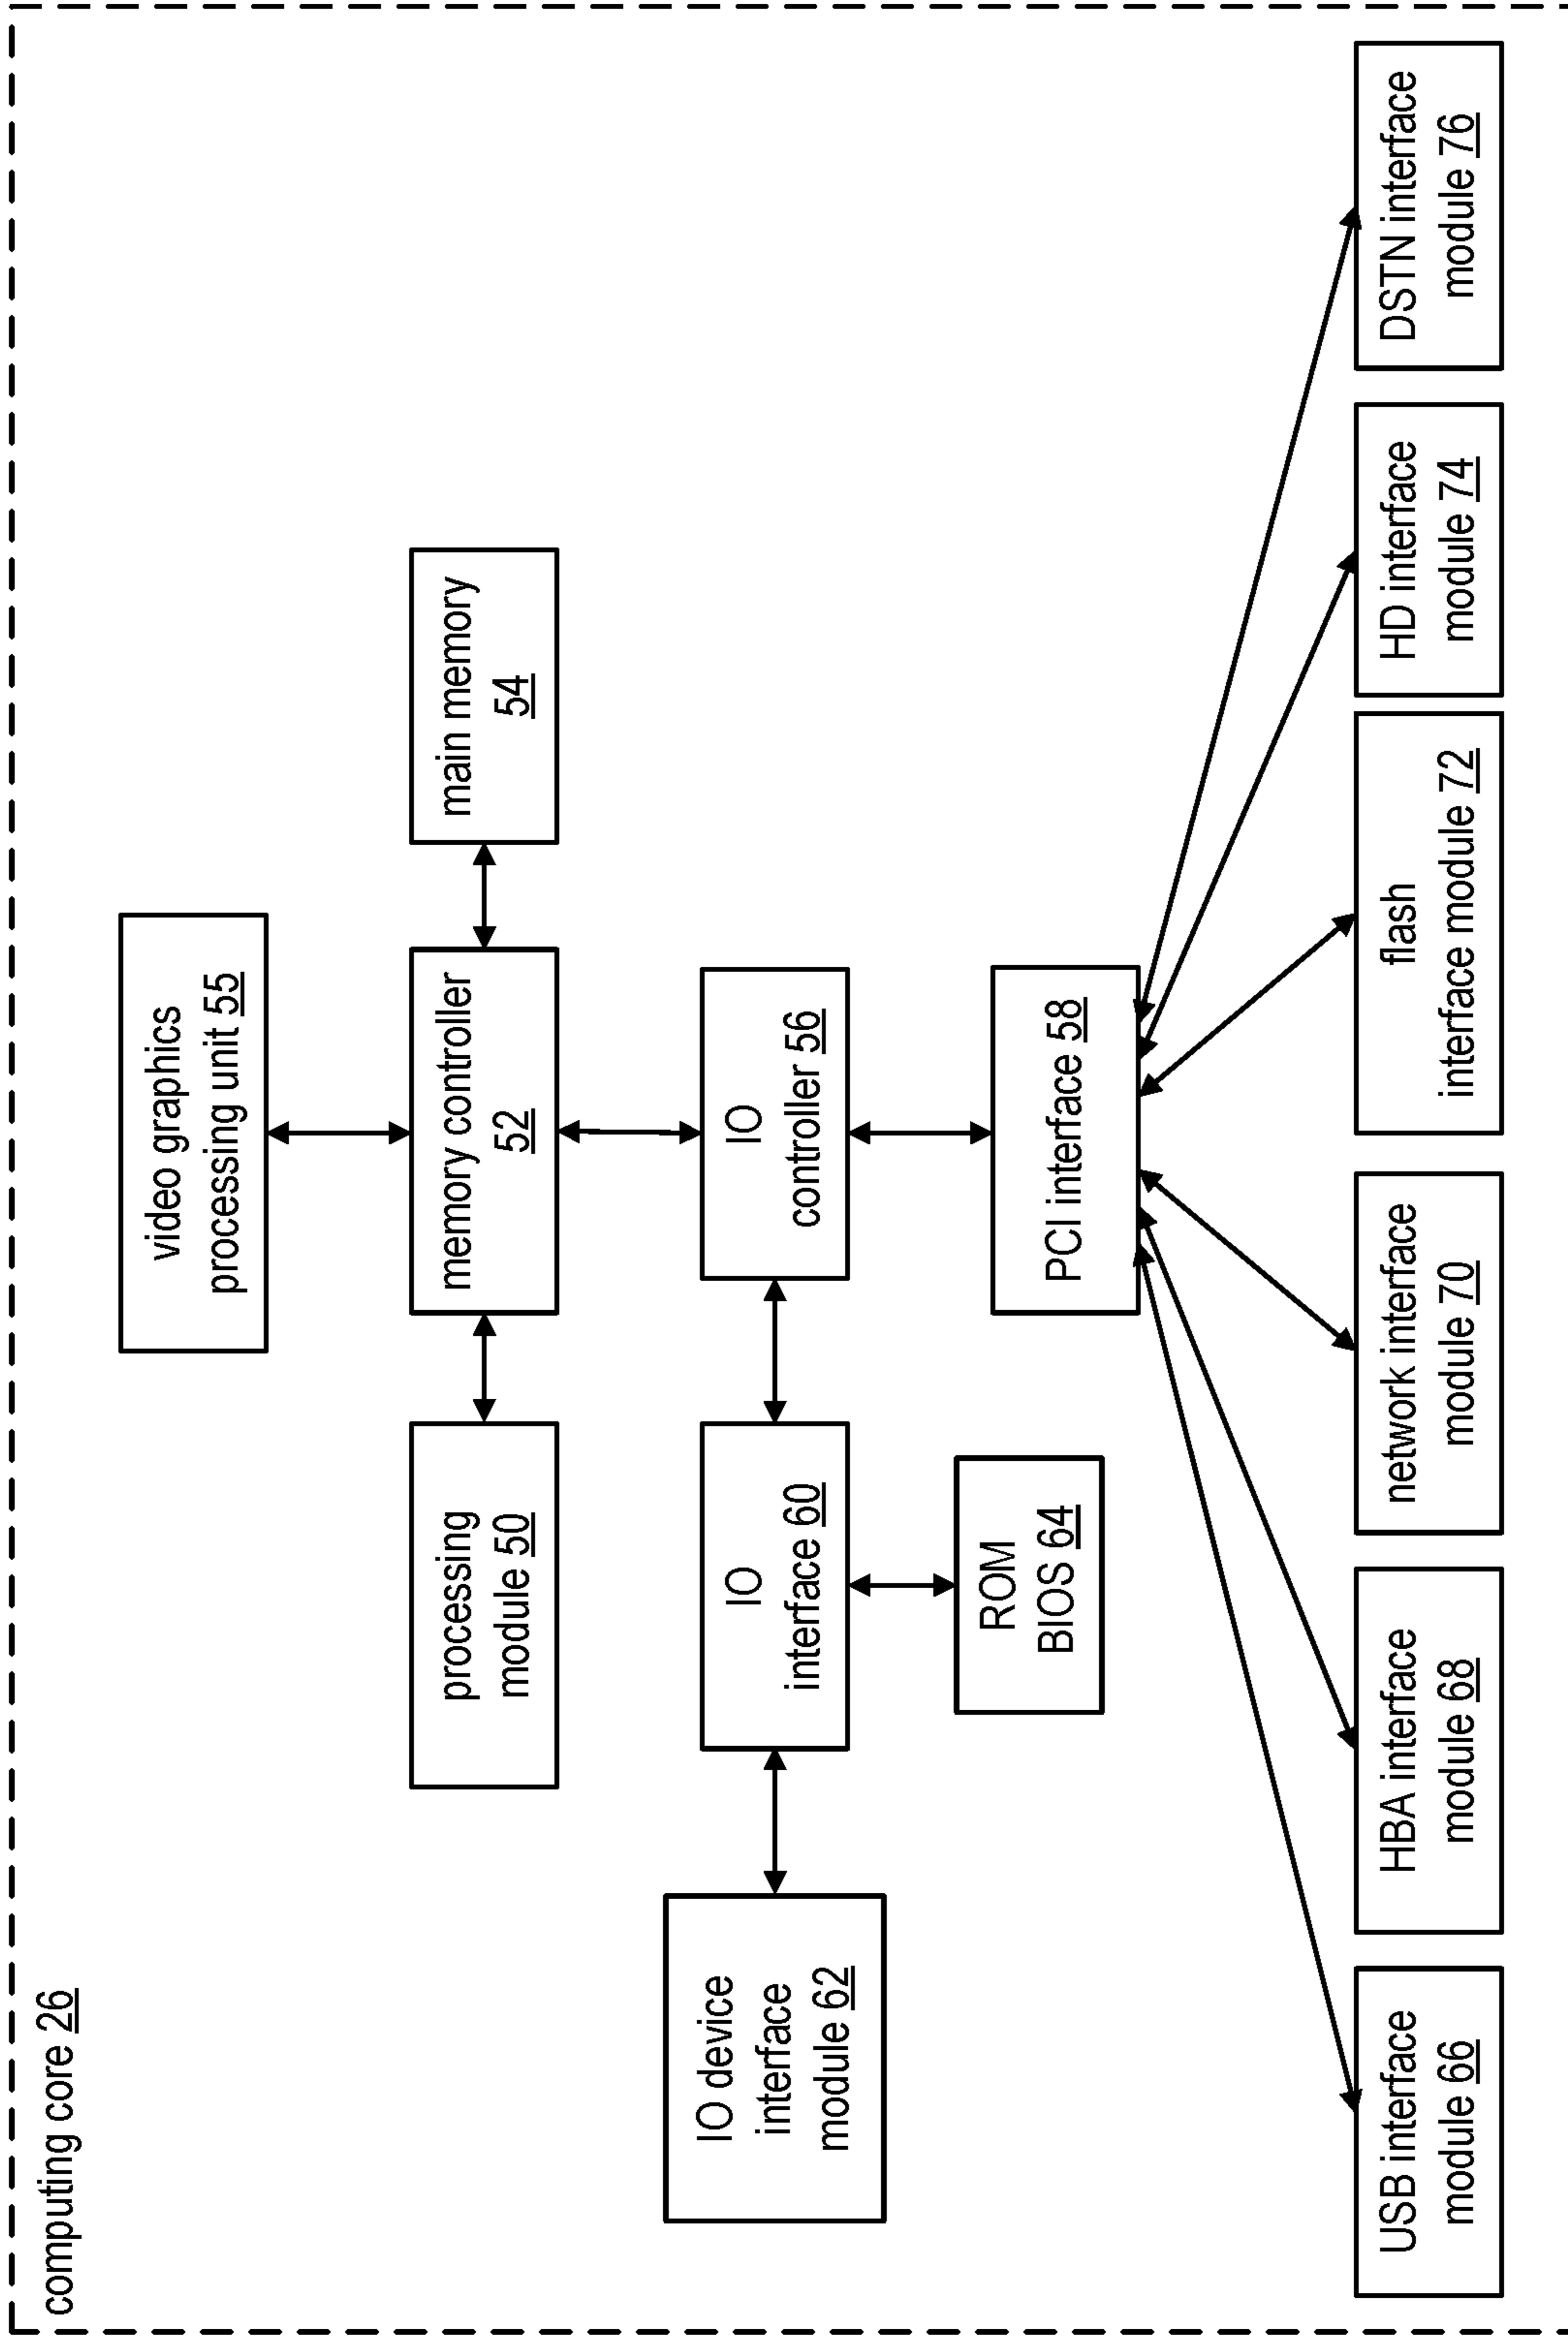 computing core 26
video graphics
processing unit 55
processing
module 50
memory controller
52
main memory
54
IO device
interface
module 62
IO
interface 60
IO
controller 56
ROM
BIOS 64
PCI interface 58
USB interface
module 66
HBA interface
module 68
network interface
module 70
flash
interface module 72
HD interface
module 74
DSTN interface
module 76